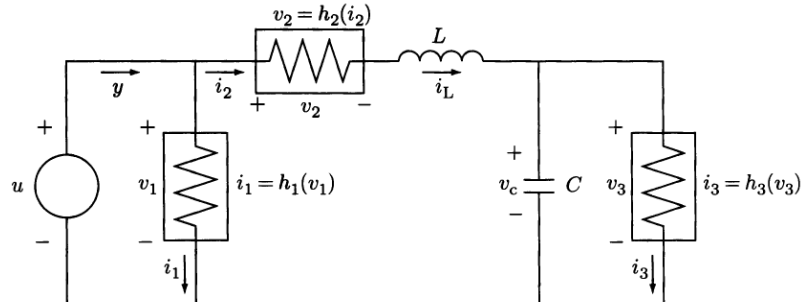 v₂ = h₂(i₂)
L
y
i₂
+ v₂ −
i_L
+
u
−
+
v₁
−
i₁ = h₁(v₁)
i₁
+
v_c
−
C
+
v₃
−
i₃ = h₃(v₃)
i₃